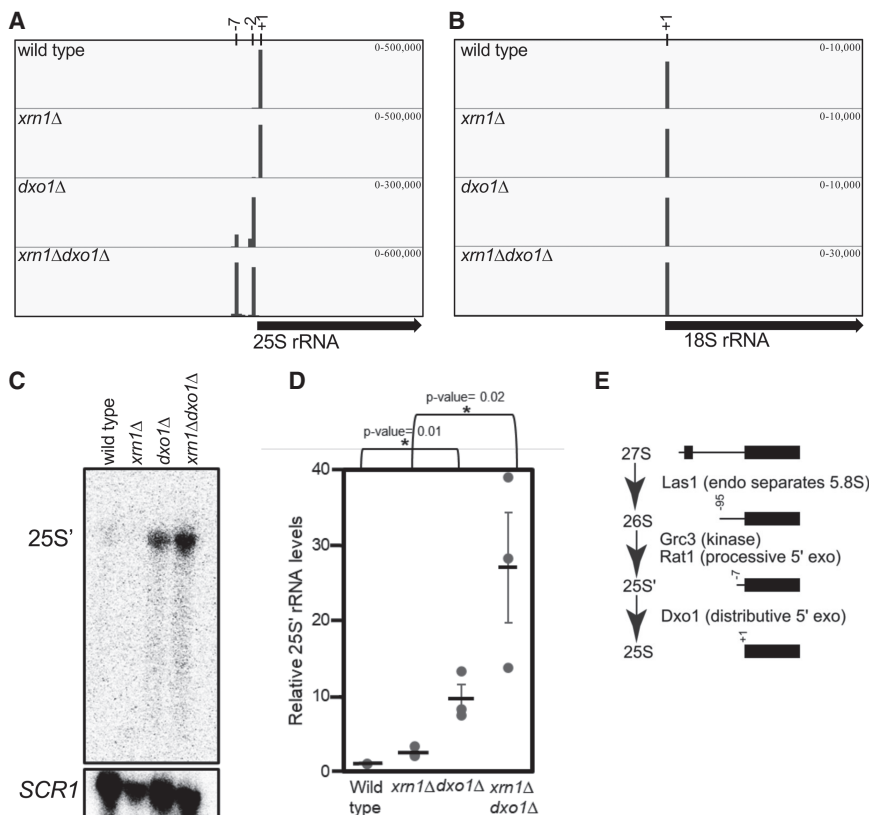 A
-7
-2
+1
wild type
0-500,000
xrn1Δ
0-500,000
dxo1Δ
0-300,000
xrn1Δdxo1Δ
0-600,000
25S rRNA
B
+1
wild type
0-10,000
xrn1Δ
0-10,000
dxo1Δ
0-10,000
xrn1Δdxo1Δ
0-30,000
18S rRNA
C
wild type
xrn1Δ
dxo1Δ
xrn1Δdxo1Δ
25S'
SCR1
D
p-value= 0.02
*
p-value= 0.01
*
Relative 25S' rRNA levels
40
30
20
10
0
Wild type
xrn1Δ
dxo1Δ
xrn1Δ dxo1Δ
E
27S
Las1 (endo separates 5.8S)
-95
26S
Grc3 (kinase)
Rat1 (processive 5' exo)
-7
25S'
Dxo1 (distributive 5' exo)
+1
25S